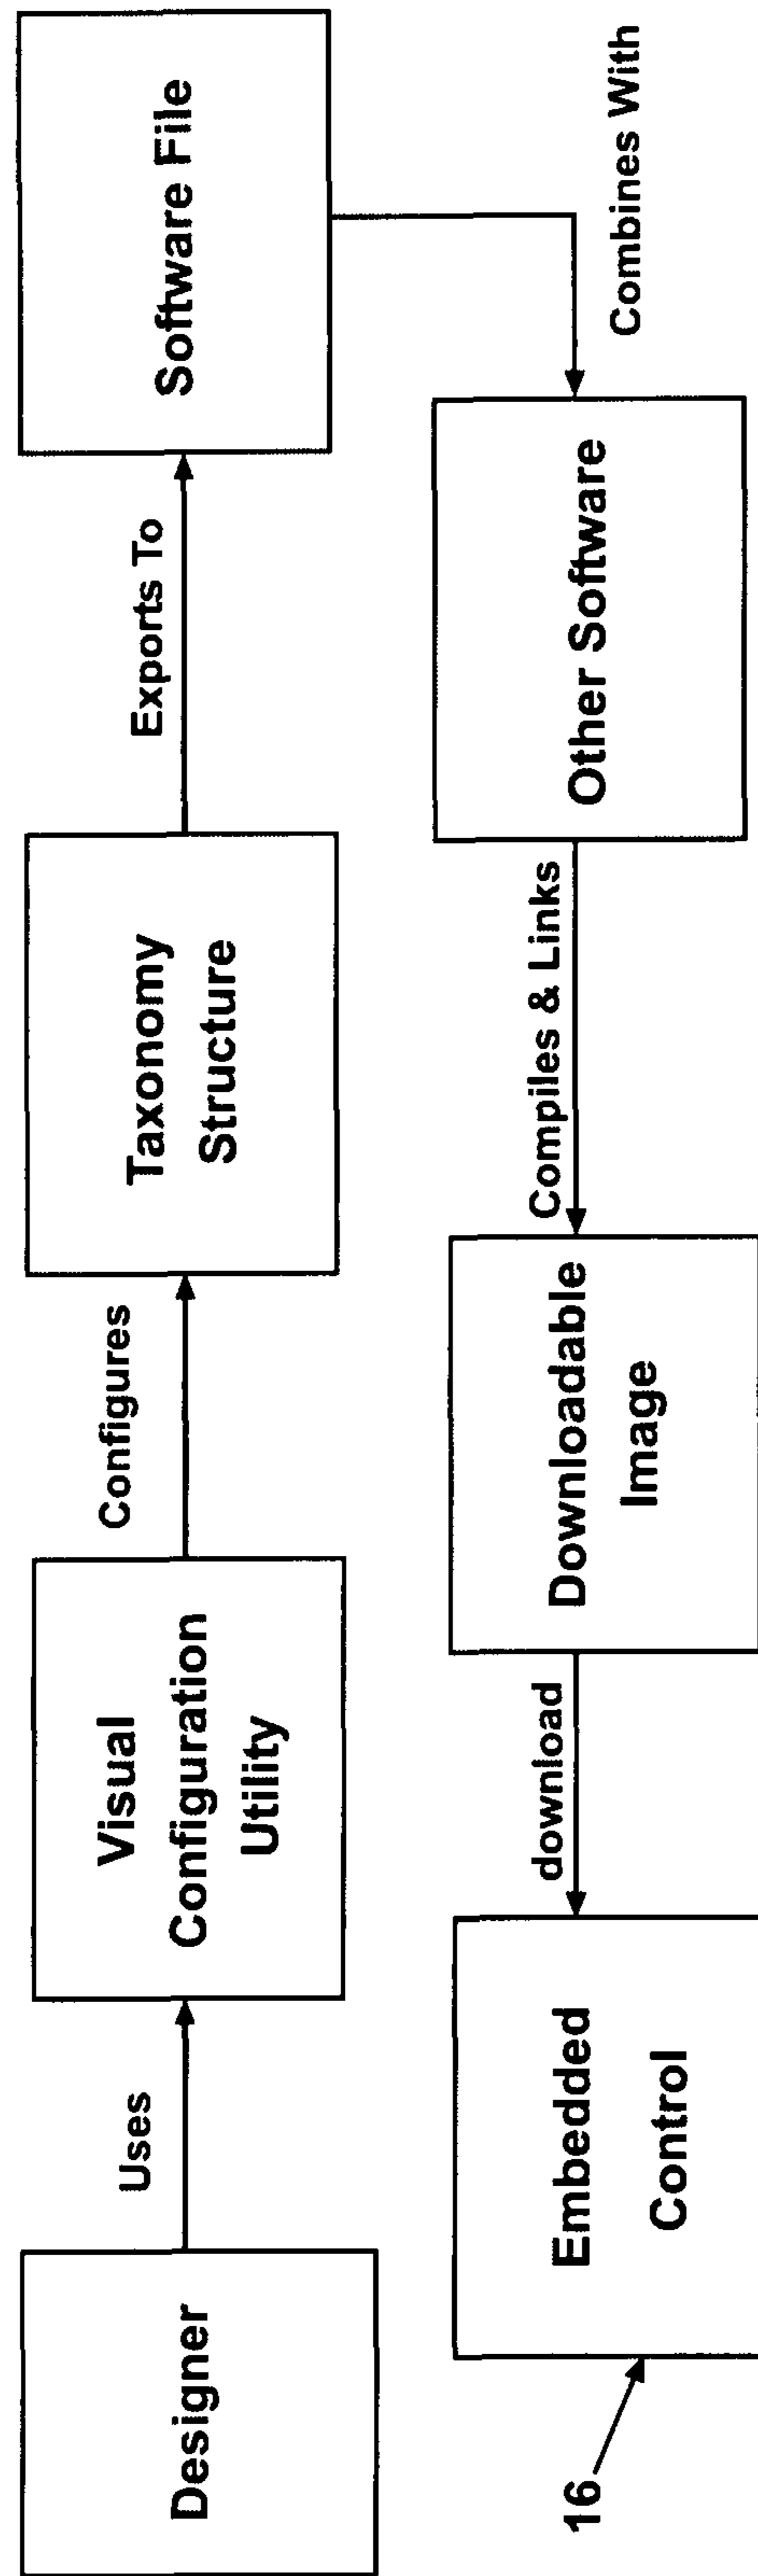 Designer
Uses
Visual
Configuration
Utility
Configures
Taxonomy
Structure
Exports To
Software File
Combines With
Other Software
Compiles & Links
Downloadable
Image
download
Embedded
Control
16